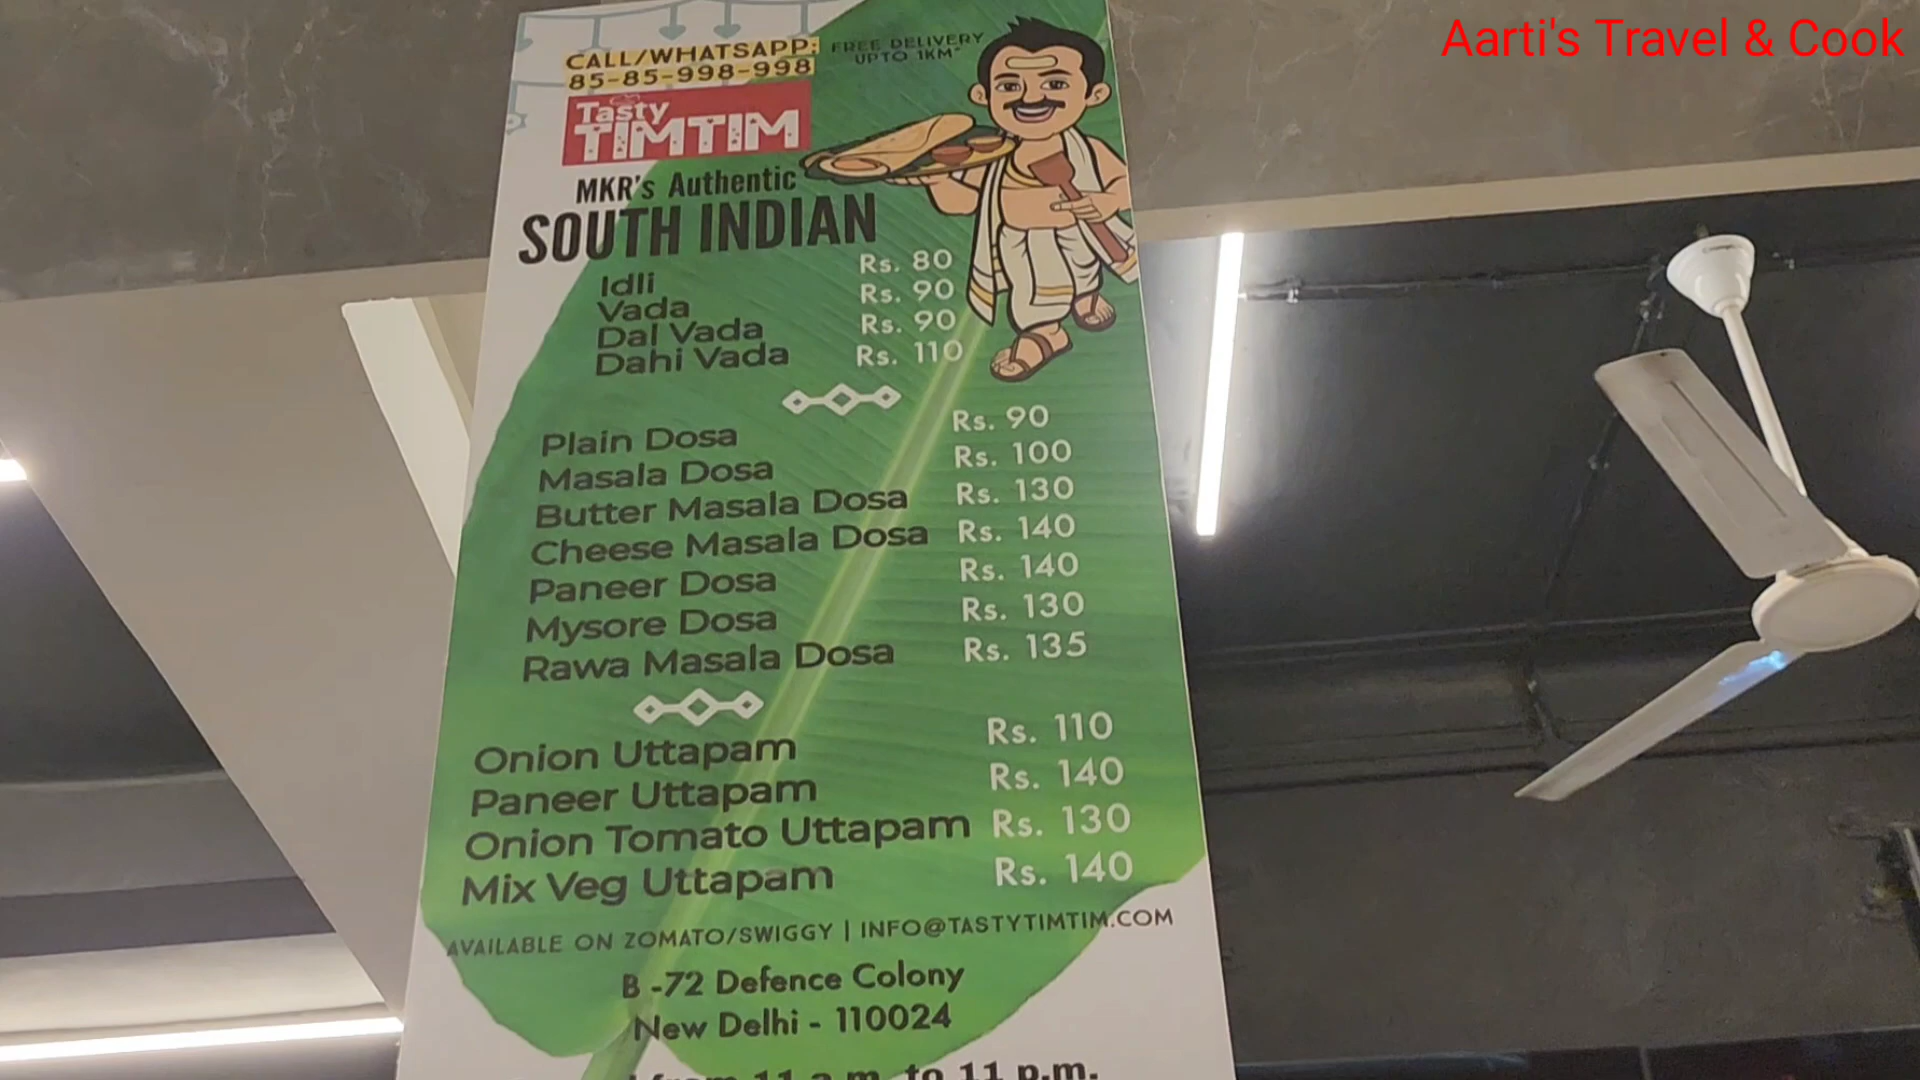 Aarti's Travel & Cook
CALL/WHATSAPP:
85-85-998-998
FREE DELIVERY
UPTO 1KM*
Tasty
TIMTIM
MKR's Authentic
SOUTH INDIAN
Idli Rs. 80
Vada Rs. 90
Dal Vada Rs. 90
Dahi Vada Rs. 110
Plain Dosa Rs. 90
Masala Dosa Rs. 100
Butter Masala Dosa Rs. 130
Cheese Masala Dosa Rs. 140
Paneer Dosa Rs. 140
Mysore Dosa Rs. 130
Rawa Masala Dosa Rs. 135
Onion Uttapam Rs. 110
Paneer Uttapam Rs. 140
Onion Tomato Uttapam Rs. 130
Mix Veg Uttapam Rs. 140
AVAILABLE ON ZOMATO/SWIGGY | INFO@TASTYTIMTIM.COM
B -72 Defence Colony
New Delhi - 110024
from 11 a.m. to 11 p.m.